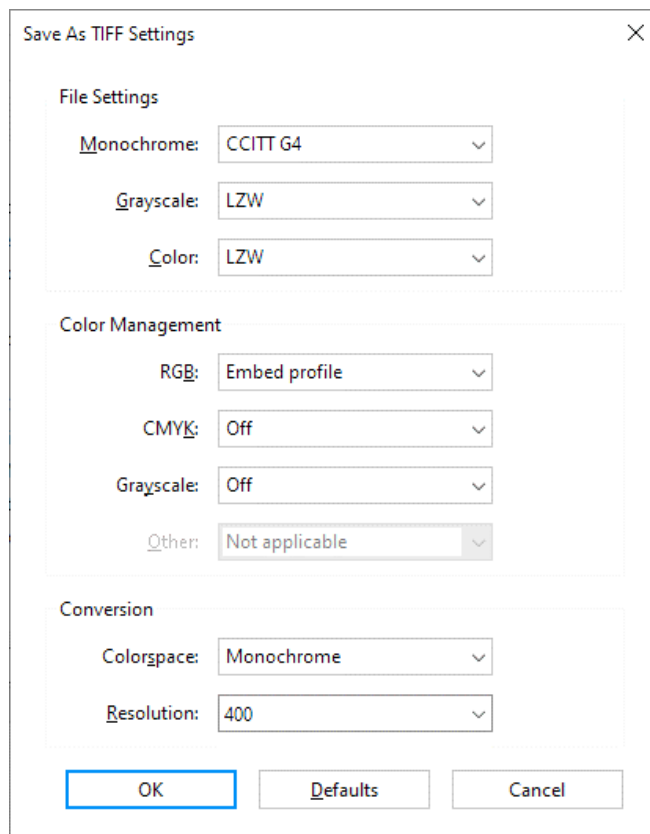 Save As TIFF Settings
File Settings
Monochrome: CCITT G4
Grayscale: LZW
Color: LZW
Color Management
RGB: Embed profile
CMYK: Off
Grayscale: Off
Other: Not applicable
Conversion
Colorspace: Monochrome
Resolution: 400
OK Defaults Cancel